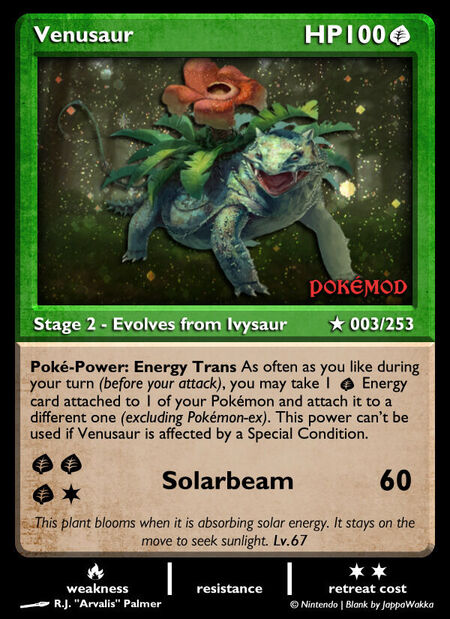 Venusaur HP100
POKÉMOD
Stage 2 - Evolves from Ivysaur ★ 003/253
Poké-Power: Energy Trans As often as you like during
your turn (before your attack), you may take 1 Energy
card attached to 1 of your Pokémon and attach it to a
different one (excluding Pokémon-ex). This power can't be
used if Venusaur is affected by a Special Condition.
Solarbeam 60
This plant blooms when it is absorbing solar energy. It stays on the
move to seek sunlight. Lv.67
weakness resistance retreat cost
R.J. "Arvalis" Palmer © Nintendo | Blank by JappaWakka